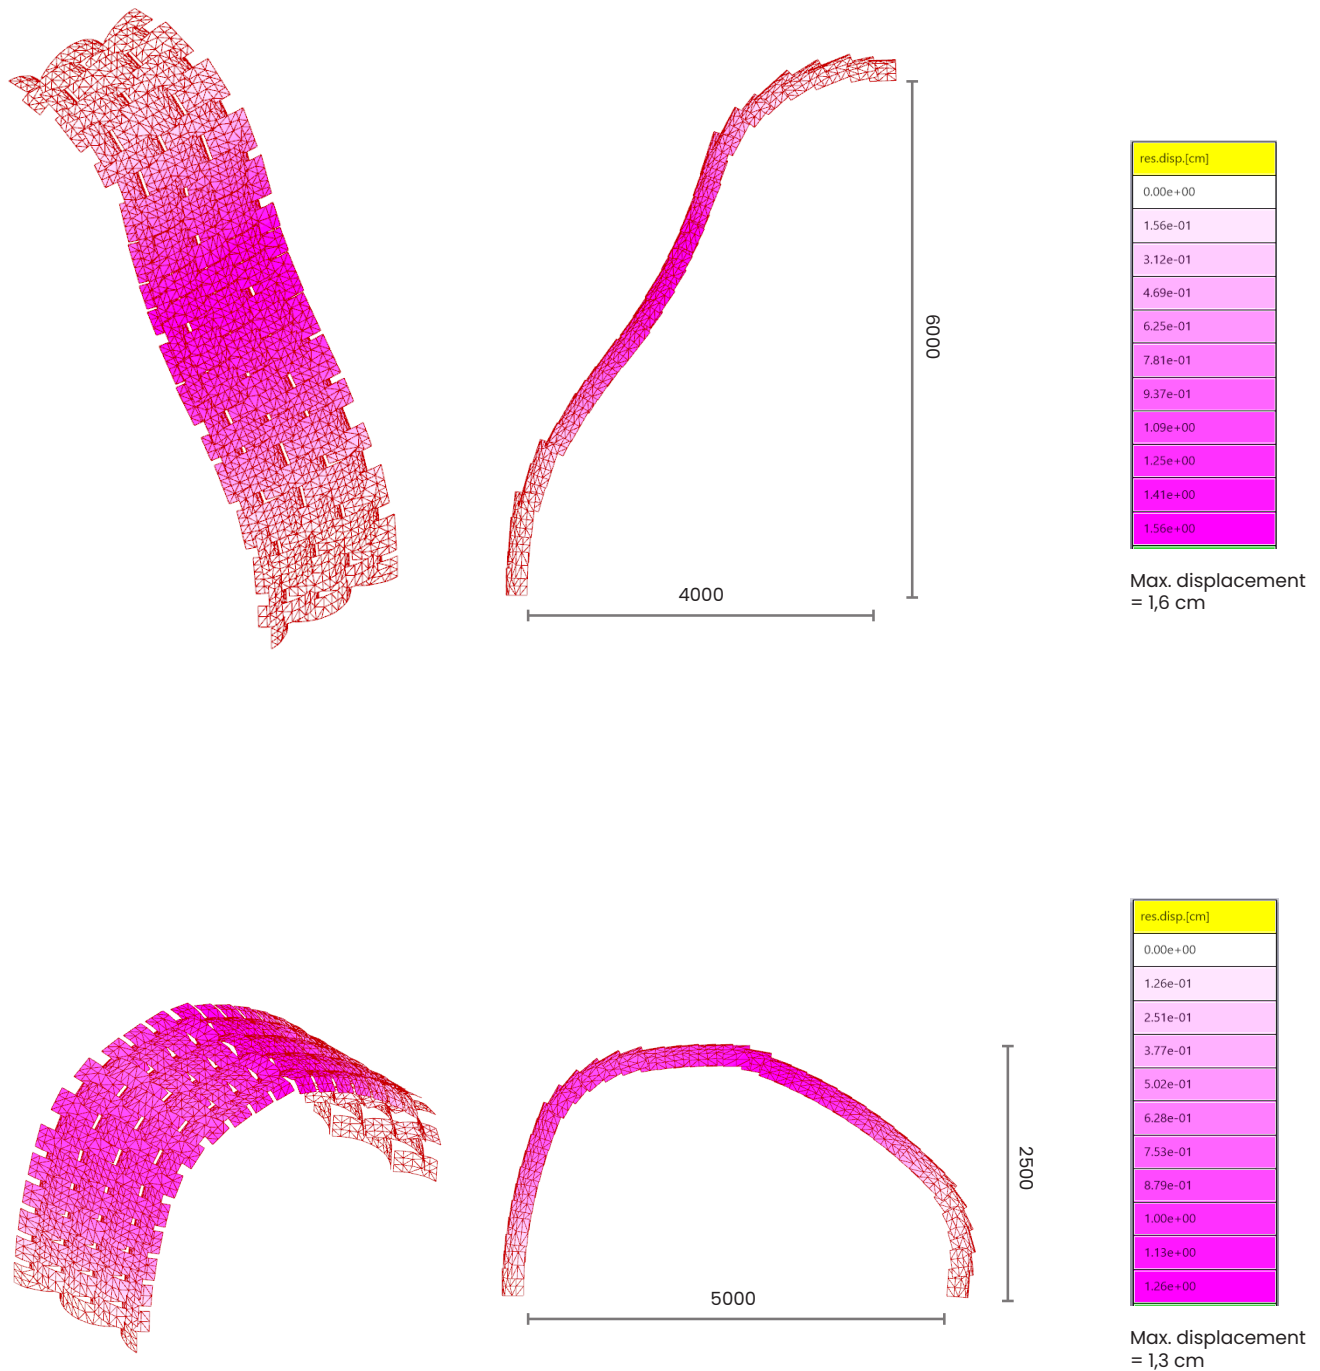 res.disp.[cm]
0.00e+00
1.56e-01
3.12e-01
4.69e-01
6.25e-01
7.81e-01
9.37e-01
1.09e+00
1.25e+00
1.41e+00
1.56e+00
6000
4000
Max. displacement
= 1,6 cm
res.disp.[cm]
0.00e+00
1.26e-01
2.51e-01
3.77e-01
5.02e-01
6.28e-01
7.53e-01
8.79e-01
1.00e+00
1.13e+00
1.26e+00
2500
5000
Max. displacement
= 1,3 cm